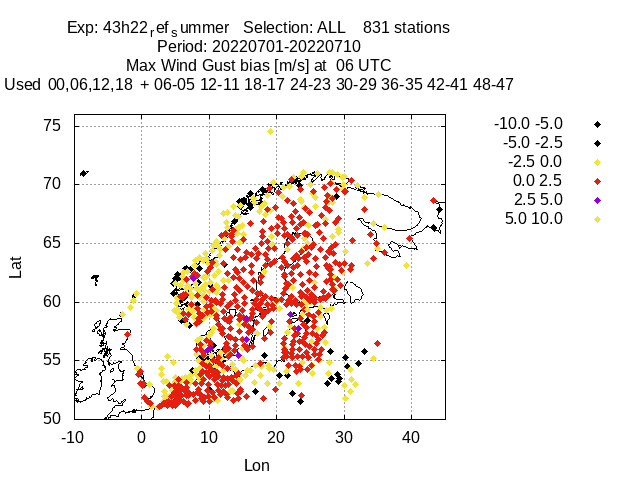 Exp: 43h22refsummer Selection: ALL 831 stations
Period: 20220701-20220710
Max Wind Gust bias [m/s] at 06 UTC
Used 00,06,12,18 + 06-05 12-11 18-17 24-23 30-29 36-35 42-41 48-47
-10.0 -5.0
-5.0 -2.5
-2.5 0.0
0.0 2.5
2.5 5.0
5.0 10.0
75
70
65
60
55
50
Lat
-10 0 10 20 30 40
Lon